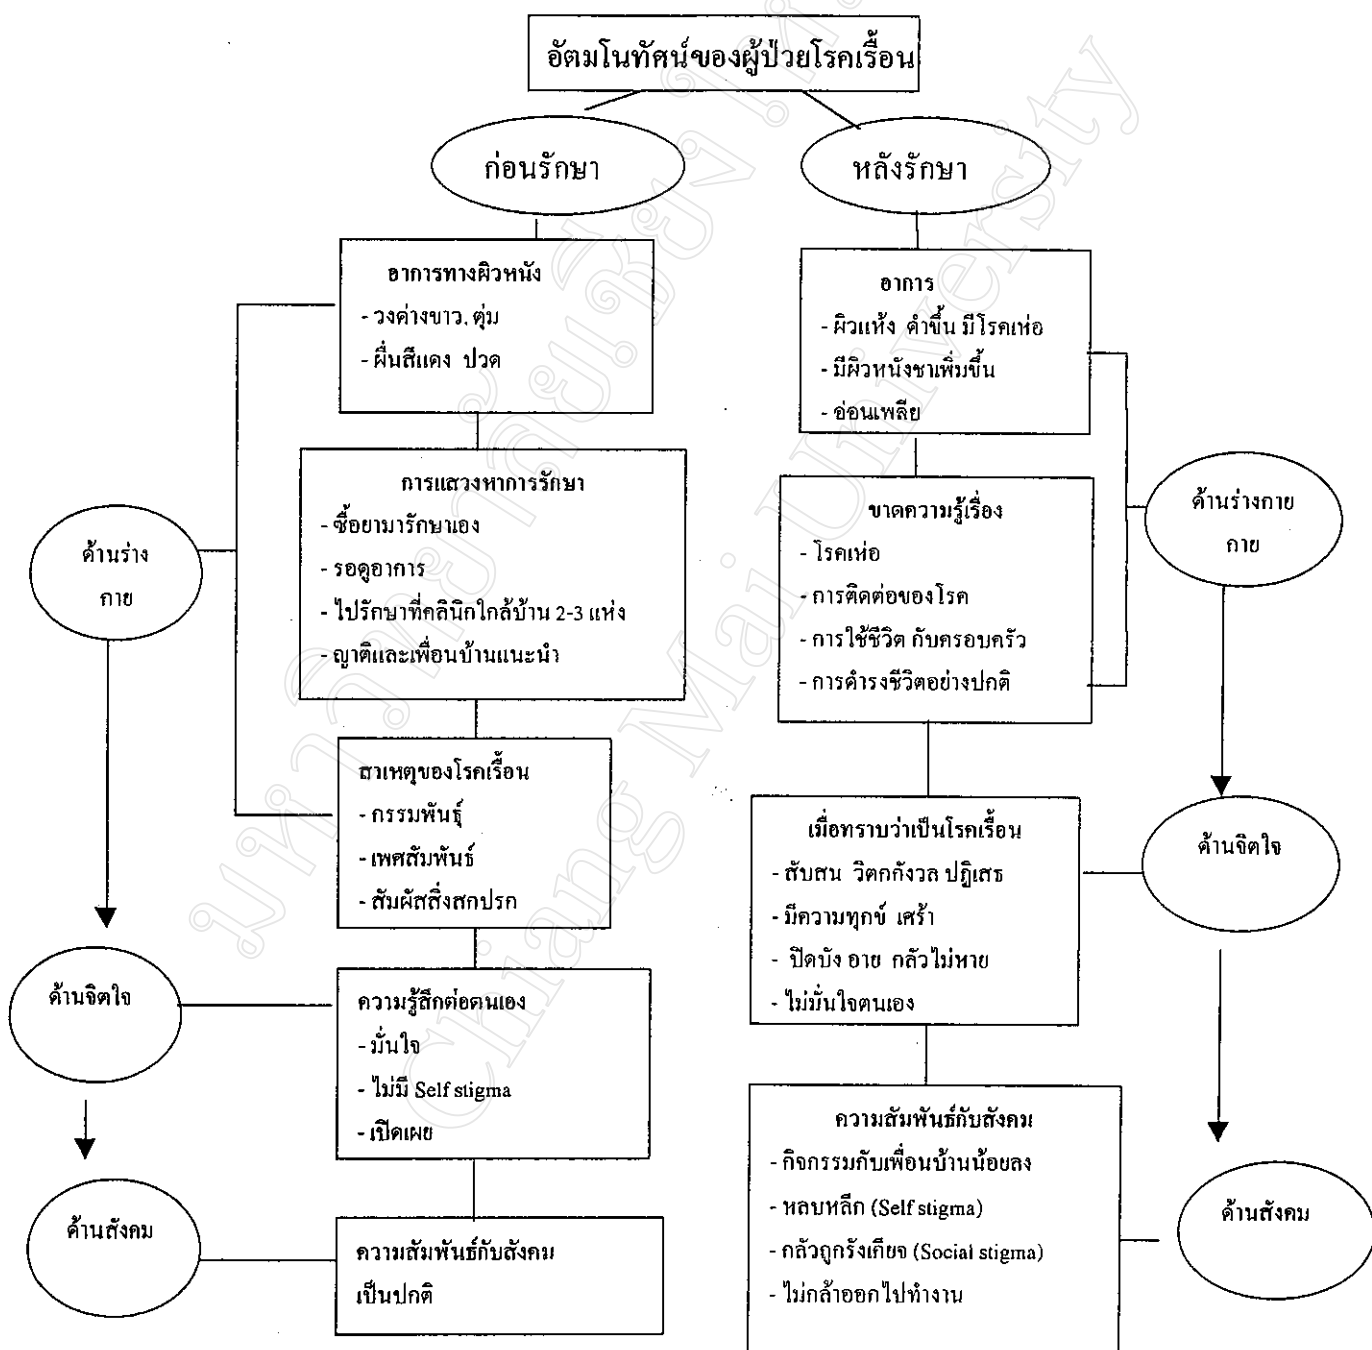 อัตมโนทัศน์ของผู้ป่วยโรคเรื้อน
ก่อนรักษา
หลังรักษา
อาการทางผิวหนัง
- วงด่างขาว, ตุ่ม
- ผื่นสีแดง ปวด
อาการ
- ผิวแห้ง ดำขึ้น มีโรคเห่อ
- มีผิวหนังชาเพิ่มขึ้น
- อ่อนเพลีย
การแสวงหาการรักษา
- ซื้อยามารักษาเอง
- รอดูอาการ
- ไปรักษาที่คลินิกใกล้บ้าน 2-3 แห่ง
- ญาติและเพื่อนบ้านแนะนำ
ขาดความรู้เรื่อง
- โรคเห่อ
- การติดต่อของโรค
- การใช้ชีวิต กับครอบครัว
- การดำรงชีวิตอย่างปกติ
ด้านร่าง
กาย
ด้านร่างกาย
กาย
สาเหตุของโรคเรื้อน
- กรรมพันธุ์
- เพศสัมพันธ์
- สัมผัสสิ่งสกปรก
เมื่อทราบว่าเป็นโรคเรื้อน
- สับสน วิตกกังวล ปฏิเสธ
- มีความทุกข์ เศร้า
- ปิดบัง อาย กลัวไม่หาย
- ไม่มั่นใจตนเอง
ด้านจิตใจ
ด้านจิตใจ
ความรู้สึกต่อตนเอง
- มั่นใจ
- ไม่มี Self stigma
- เปิดเผย
ความสัมพันธ์กับสังคม
- กิจกรรมกับเพื่อนบ้านน้อยลง
- หลบหลีก (Self stigma)
- กลัวถูกรังเกียจ (Social stigma)
- ไม่กล้าออกไปทำงาน
ด้านสังคม
ด้านสังคม
ความสัมพันธ์กับสังคม
เป็นปกติ
มหาวิทยาลัยเชียงใหม่
Chiang Mai University